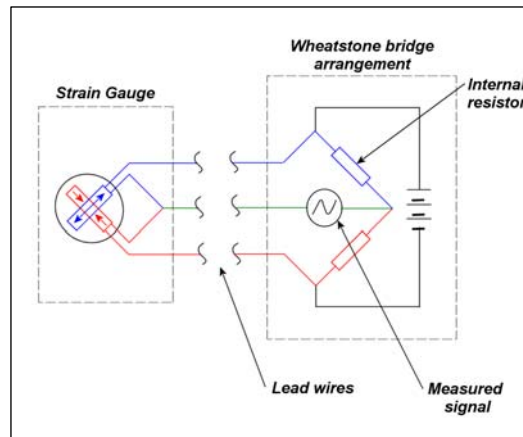 Wheatstone bridge
arrangement
Strain Gauge
Internal
resistor
Lead wires
Measured
signal